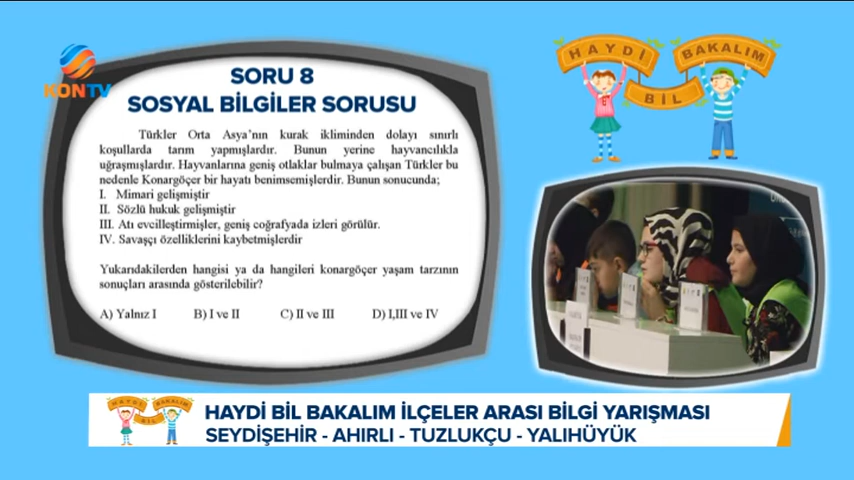 KONTV
SORU 8
SOSYAL BİLGİLER SORUSU
Türkler Orta Asya’nın kurak ikliminden dolayı sınırlı
koşullarda tarım yapmışlardır. Bunun yerine hayvancılıkla
uğraşmışlardır. Hayvanlarına geniş otlaklar bulmaya çalışan Türkler bu
nedenle Konargöçer bir hayatı benimsemişlerdir. Bunun sonucunda;
I. Mimari gelişmiştir
II. Sözlü hukuk gelişmiştir
III. Atı evcilleştirmişler, geniş coğrafyada izleri görülür.
IV. Savaşçı özelliklerini kaybetmişlerdir
Yukarıdakilerden hangisi ya da hangileri konargöçer yaşam tarzının
sonuçları arasında gösterilebilir?
A) Yalnız I B) I ve II C) II ve III D) I,III ve IV
HAYDİ BAKALIM
BİL
HAYDİ BAKALIM
BİL
HAYDİ BİL BAKALIM İLÇELER ARASI BİLGİ YARIŞMASI
SEYDİŞEHİR - AHIRLI - TUZLUKÇU - YALIHÜYÜK